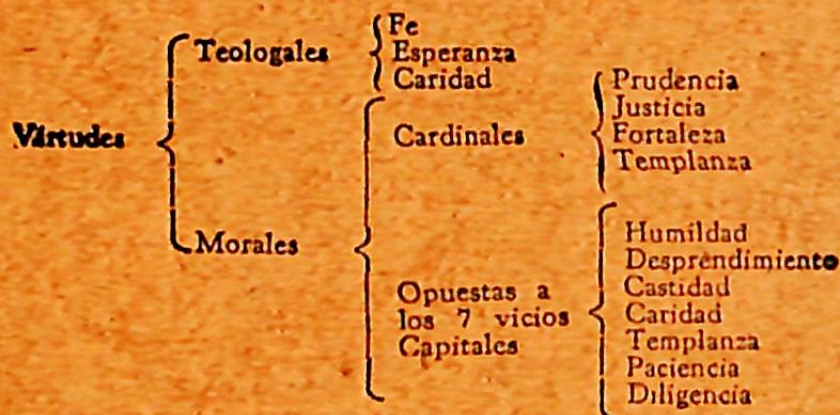 Virtudes
Teologales
Fe
Esperanza
Caridad
Morales
Cardinales
Prudencia
Justicia
Fortaleza
Templanza
Opuestas a
los 7 vicios
Capitales
Humildad
Desprendimiento
Castidad
Caridad
Templanza
Paciencia
Diligencia